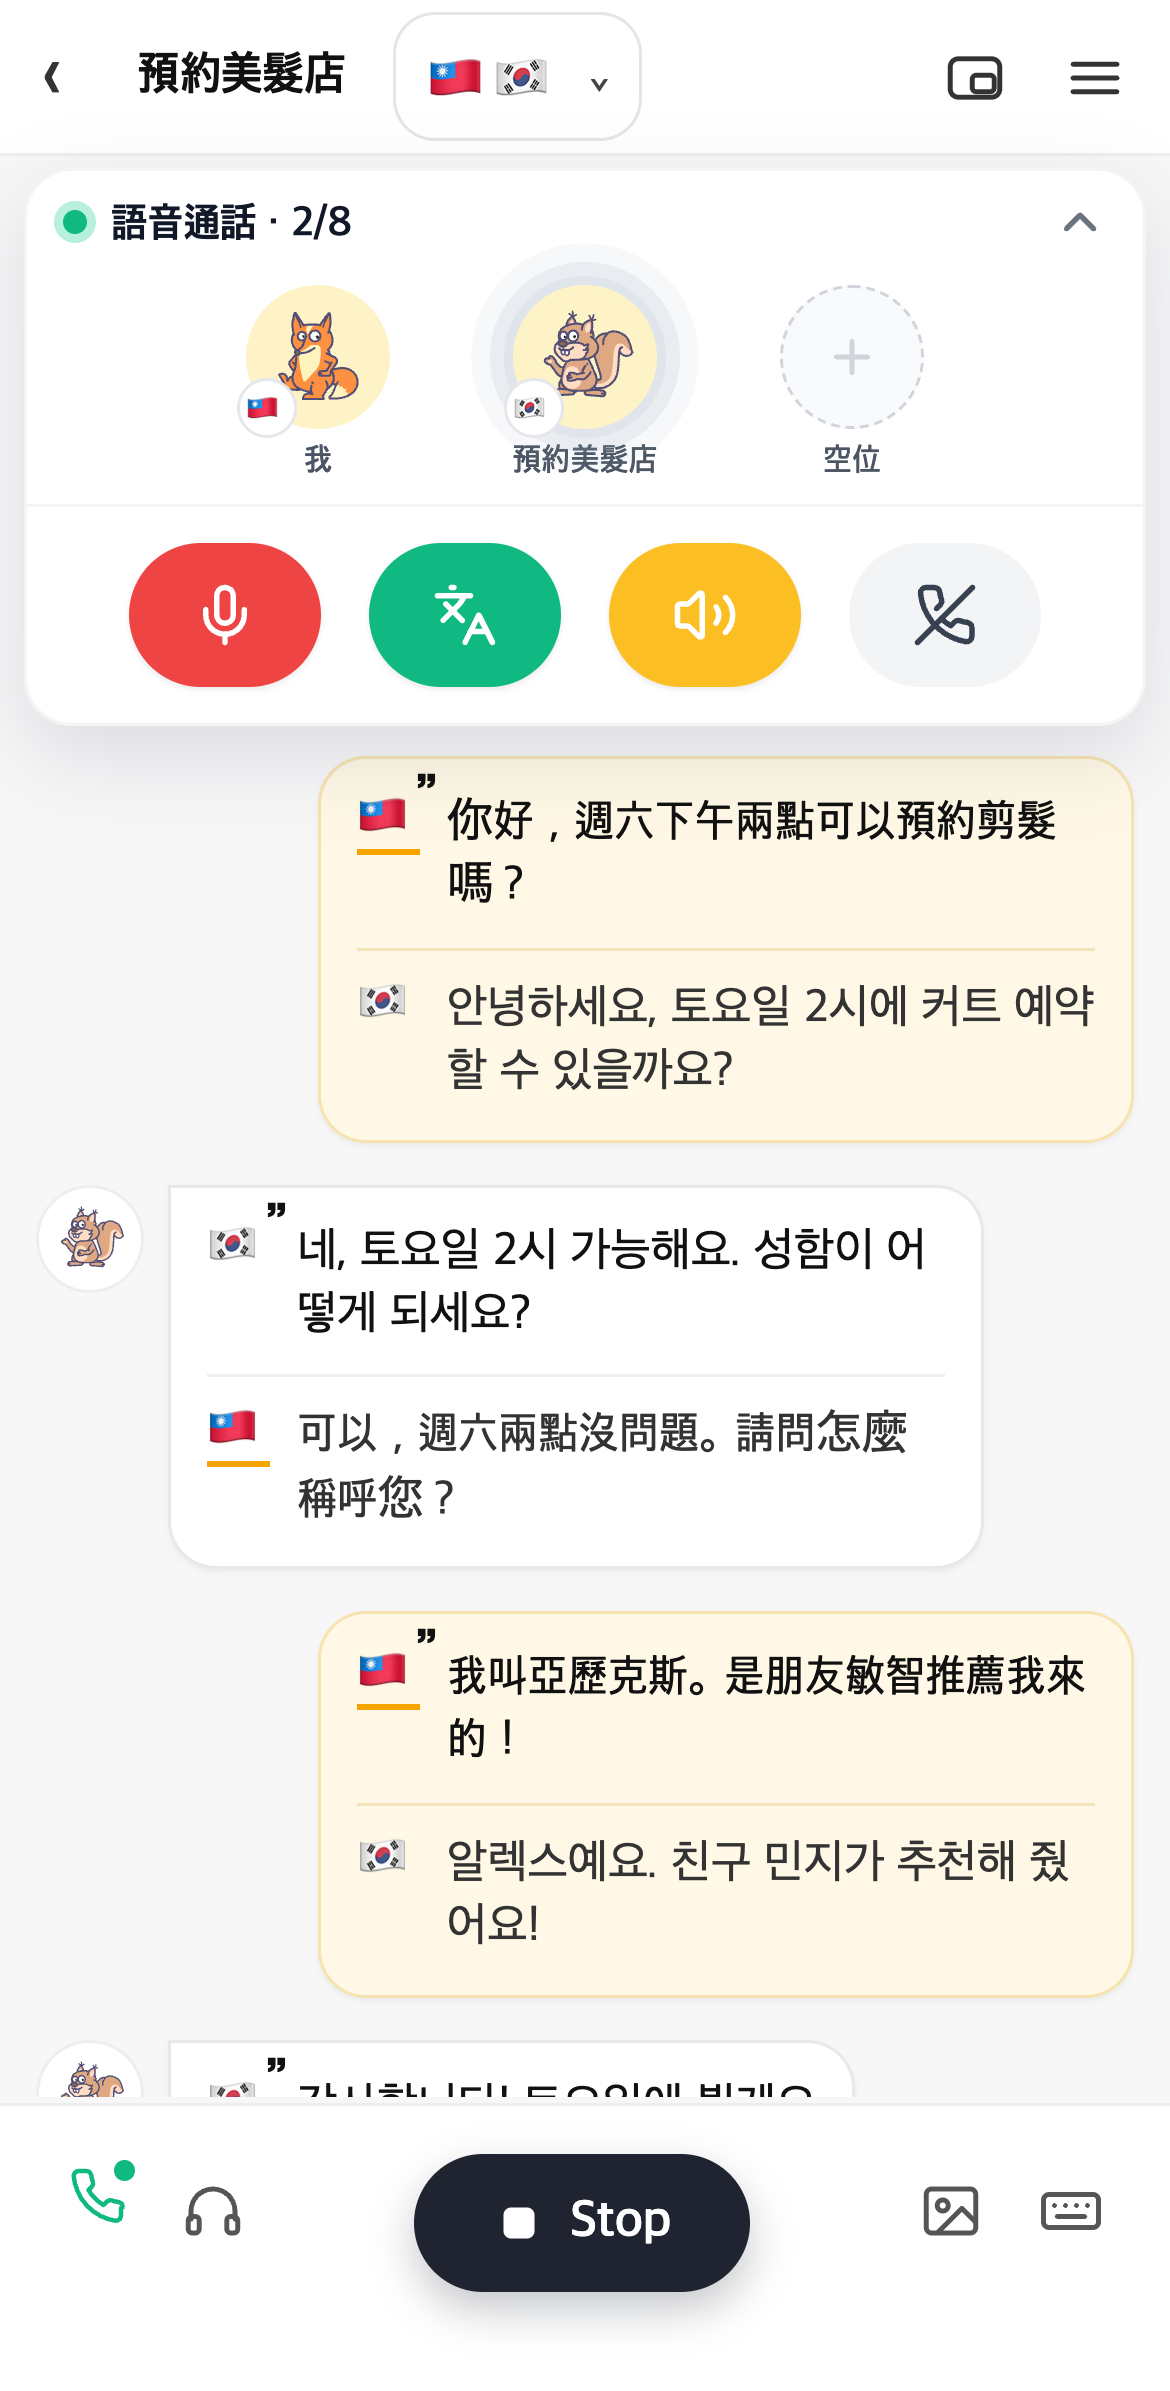 預約美髮店
語音通話 · 2/8
我
預約美髮店
空位
你好，週六下午兩點可以預約剪髮
嗎？
안녕하세요, 토요일 2시에 커트 예약
할 수 있을까요?
네, 토요일 2시 가능해요. 성함이 어
떻게 되세요?
可以，週六兩點沒問題。請問怎麼
稱呼您？
我叫亞歷克斯。是朋友敏智推薦我來
的！
알렉스예요. 친구 민지가 추천해 줬
어요!
Stop